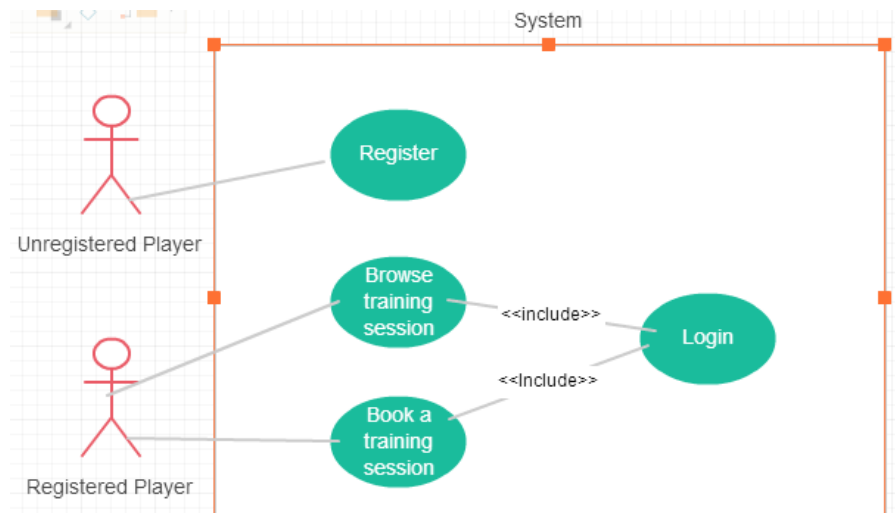 System
Register
Unregistered Player
Browse
training
session
<<include>>
Login
<<Include>>
Book a
training
session
Registered Player